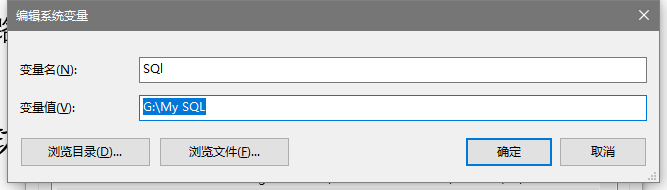 编辑系统变量
变量名(N):
SQl
变量值(V):
G:\My SQL
浏览目录(D)...
浏览文件(F)...
确定
取消